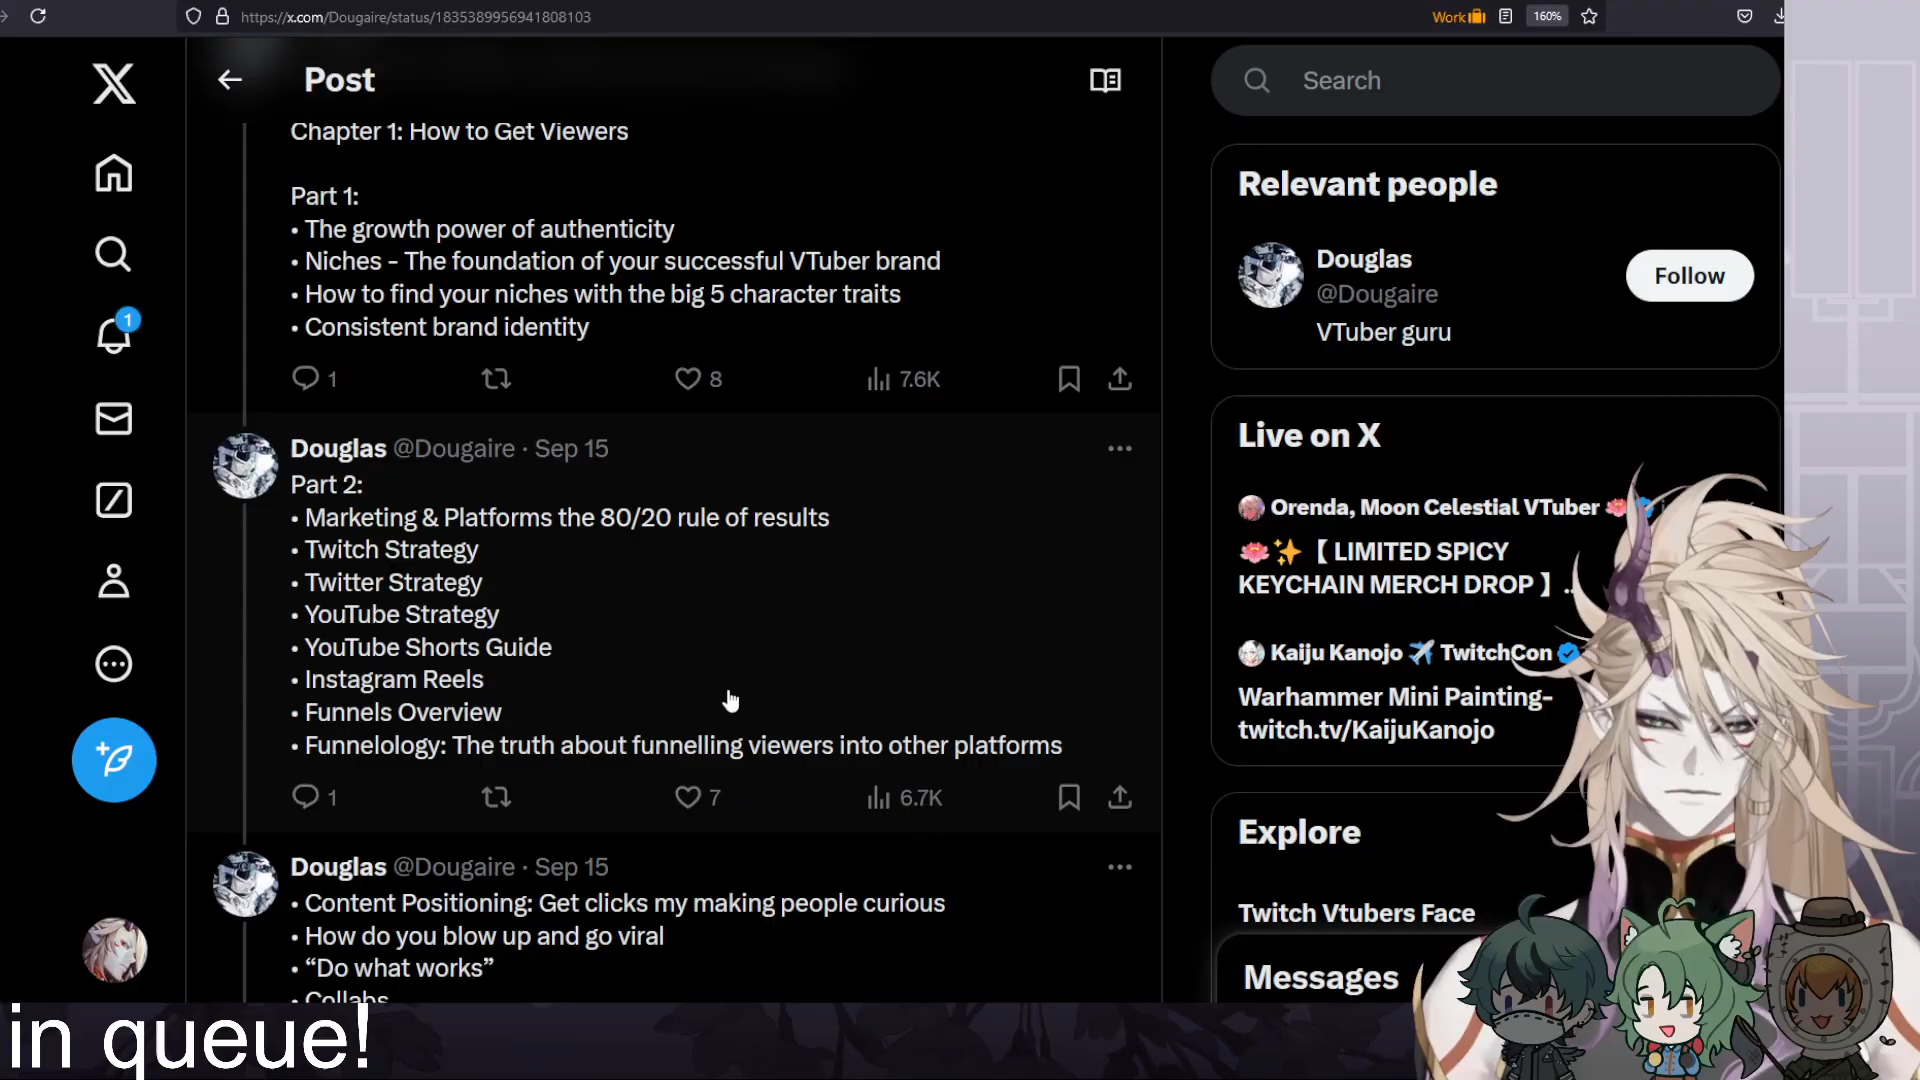 https://x.com/Dougaire/status/1835389956941808103
Work
160%
Post
Search
Chapter 1: How to Get Viewers
Part 1:
• The growth power of authenticity
• Niches - The foundation of your successful VTuber brand
• How to find your niches with the big 5 character traits
• Consistent brand identity
1
8
7.6K
Douglas @Dougaire · Sep 15
Part 2:
• Marketing & Platforms the 80/20 rule of results
• Twitch Strategy
• Twitter Strategy
• YouTube Strategy
• YouTube Shorts Guide
• Instagram Reels
• Funnels Overview
• Funnelology: The truth about funnelling viewers into other platforms
1
7
6.7K
Douglas @Dougaire · Sep 15
• Content Positioning: Get clicks my making people curious
• How do you blow up and go viral
• “Do what works”
• Collabs
1
Relevant people
Douglas
@Dougaire
Follow
VTuber guru
Live on X
Orenda, Moon Celestial VTuber
【 LIMITED SPICY
KEYCHAIN MERCH DROP 】..
Kaiju Kanojo ✈️ TwitchCon
Warhammer Mini Painting-
twitch.tv/KaijuKanojo
Explore
Twitch Vtubers Face
Messages
in queue!